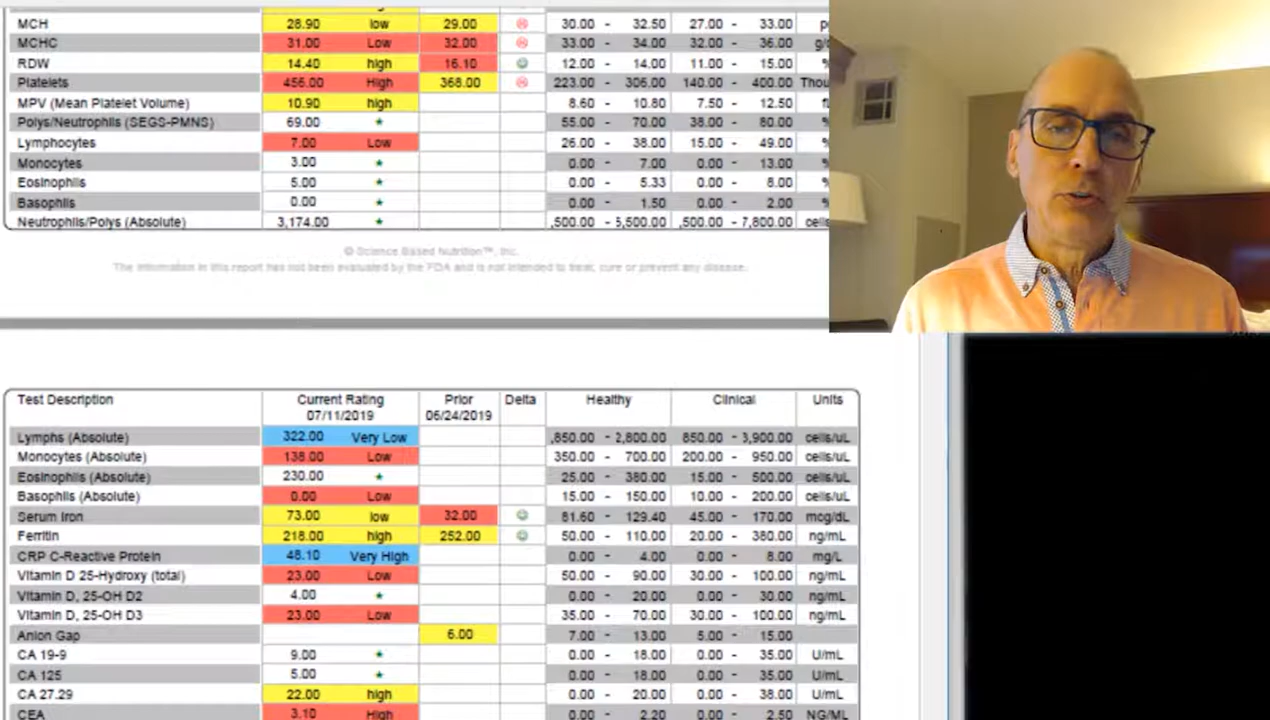 MCH 28.90 low 29.00 30.00 - 32.50 27.00 - 33.00
MCHC 31.00 Low 32.00 33.00 - 34.00 32.00 - 36.00
RDW 14.40 high 16.10 12.00 - 14.00 11.00 - 15.00 %
Platelets 456.00 High 368.00 223.00 - 306.00 140.00 - 400.00 Thou
MPV (Mean Platelet Volume) 10.90 high 8.60 - 10.80 7.50 - 12.50 fl
Polys/Neutrophils (SEGS-PMNS) 69.00 55.00 - 70.00 38.00 - 80.00 %
Lymphocytes 7.00 Low 26.00 - 38.00 15.00 - 49.00 %
Monocytes 3.00 0.00 - 7.00 0.00 - 13.00 %
Eosinophils 5.00 0.00 - 5.33 0.00 - 8.00 %
Basophils 0.00 0.00 - 1.50 0.00 - 2.00 %
Neutrophils/Polys (Absolute) 3,174.00 ,500.00 - 5,500.00 ,500.00 - 7,800.00 cells
© Science Based Nutrition™, Inc.
The information in this report has not been evaluated by the FDA and is not intended to treat, cure or prevent any disease.
Test Description Current Rating Prior Delta Healthy Clinical Units
07/11/2019 06/24/2019
Lymphs (Absolute) 322.00 Very Low ,850.00 - 2,800.00 850.00 - 3,900.00 cells/uL
Monocytes (Absolute) 138.00 Low 350.00 - 700.00 200.00 - 950.00 cells/uL
Eosinophils (Absolute) 230.00 25.00 - 380.00 15.00 - 500.00 cells/uL
Basophils (Absolute) 0.00 Low 15.00 - 150.00 10.00 - 200.00 cells/uL
Serum Iron 73.00 low 32.00 81.60 - 129.40 45.00 - 170.00 mcg/dL
Ferritin 218.00 high 252.00 50.00 - 110.00 20.00 - 380.00 ng/mL
CRP C-Reactive Protein 48.10 Very High 0.00 - 4.00 0.00 - 8.00 mg/L
Vitamin D 25-Hydroxy (total) 23.00 Low 50.00 - 90.00 30.00 - 100.00 ng/mL
Vitamin D, 25-OH D2 4.00 0.00 - 20.00 0.00 - 30.00 ng/mL
Vitamin D, 25-OH D3 23.00 Low 35.00 - 70.00 30.00 - 100.00 ng/mL
Anion Gap 6.00 7.00 - 13.00 5.00 - 15.00
CA 19-9 9.00 0.00 - 18.00 0.00 - 35.00 U/mL
CA 125 5.00 0.00 - 18.00 0.00 - 35.00 U/mL
CA 27.29 22.00 high 0.00 - 20.00 0.00 - 38.00 U/mL
CEA 3.10 High 0.00 - 2.20 0.00 - 2.50 NG/ML